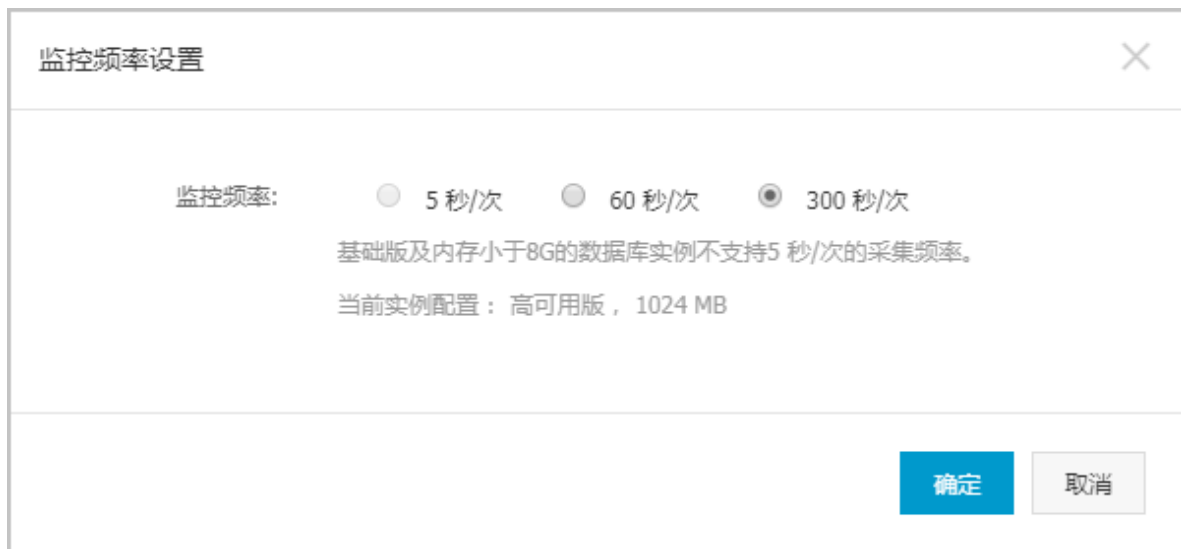 监控频率设置
监控频率: 5 秒/次 60 秒/次 300 秒/次
基础版及内存小于8G的数据库实例不支持5 秒/次的采集频率。
当前实例配置： 高可用版， 1024 MB
确定 取消